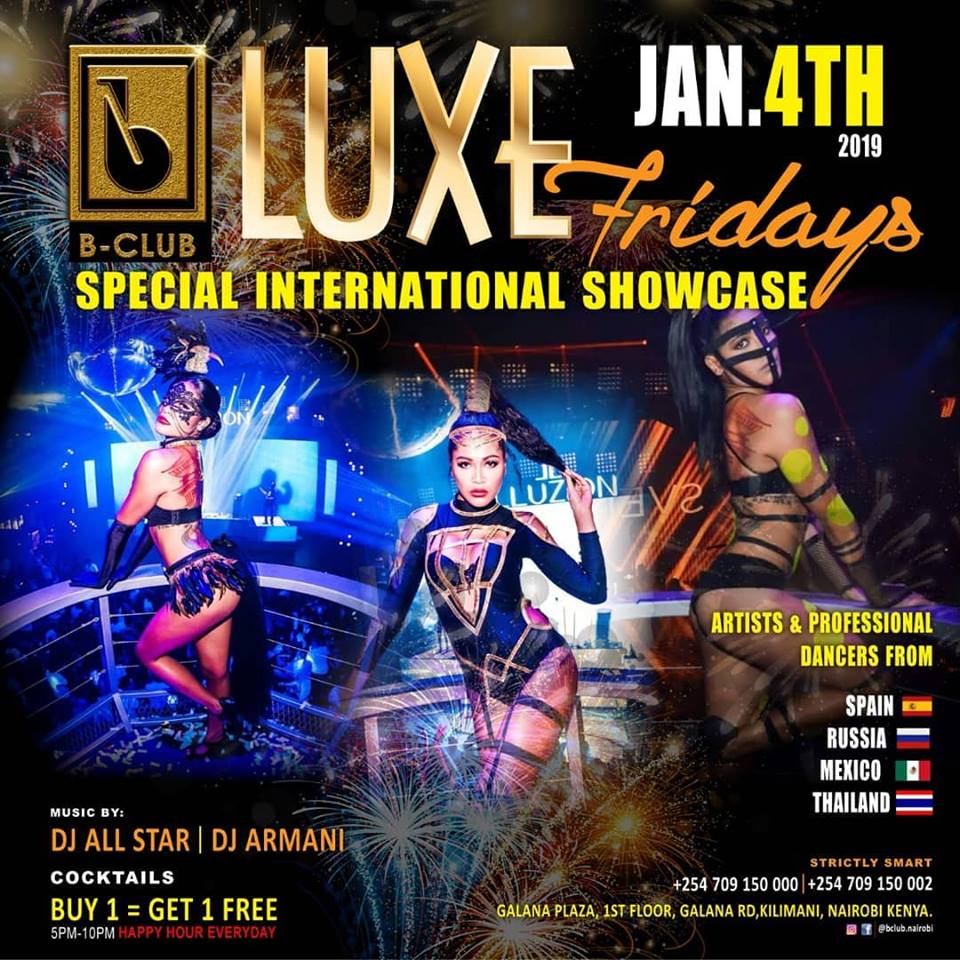 B-CLUB
LUXE
Fridays
JAN.4TH
2019
SPECIAL INTERNATIONAL SHOWCASE
LUZION
ARTISTS & PROFESSIONAL
DANCERS FROM
SPAIN
RUSSIA
MEXICO
THAILAND
MUSIC BY:
DJ ALL STAR | DJ ARMANI
COCKTAILS
BUY 1 = GET 1 FREE
5PM-10PM HAPPY HOUR EVERYDAY
STRICTLY SMART
+254 709 150 000 | +254 709 150 002
GALANA PLAZA, 1ST FLOOR, GALANA RD,KILIMANI, NAIROBI KENYA.
@bclub.nairobi